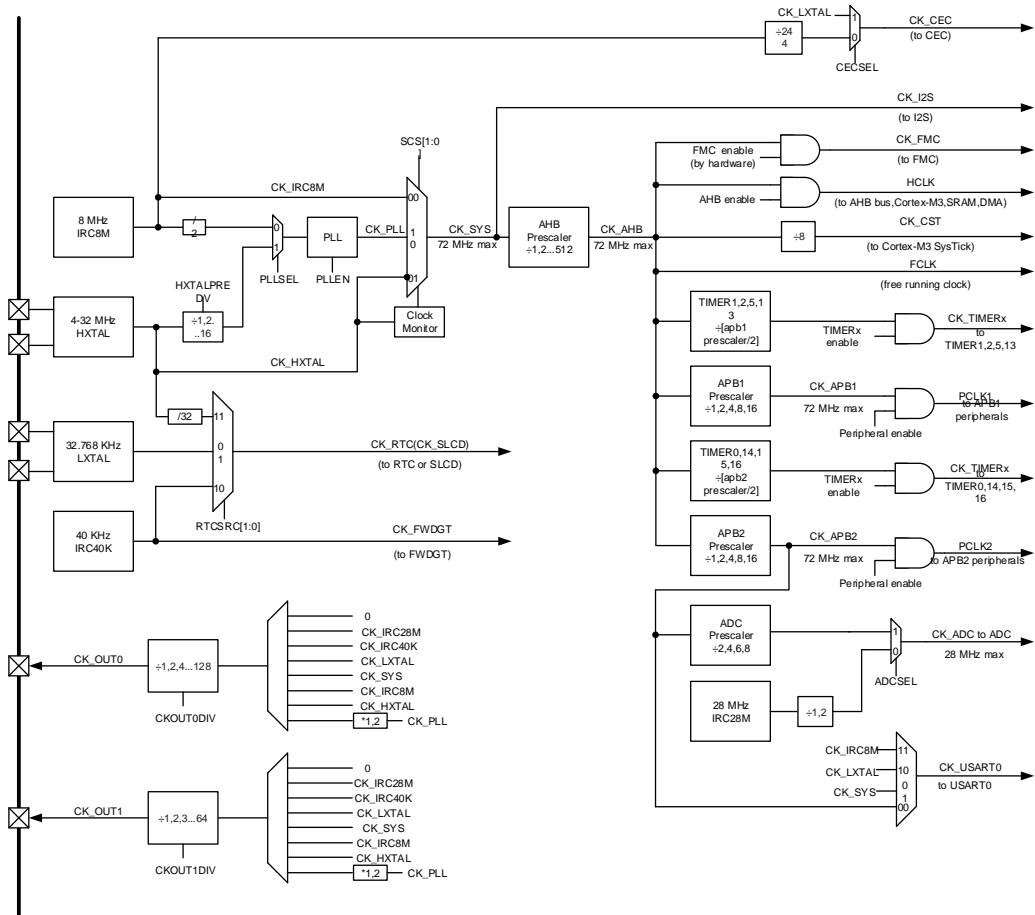 CK_LXTAL
1
0
÷24
4
CECSEL
CK_CEC
(to CEC)
CK_I2S
(to I2S)
SCS[1:0
]
CK_IRC8M
00
1
0
01
8 MHz
IRC8M
/
2
0
1
PLLSEL
PLL
PLLEN
CK_PLL
CK_SYS
72 MHz max
AHB
Prescaler
÷1,2...512
CK_AHB
72 MHz max
FMC enable
(by hardware)
CK_FMC
(to FMC)
AHB enable
HCLK
(to AHB bus,Cortex-M3,SRAM,DMA)
÷8
CK_CST
(to Cortex-M3 SysTick)
FCLK
(free running clock)
4-32 MHz
HXTAL
HXTALPRE
DV
÷1,2.
..16
Clock
Monitor
CK_HXTAL
TIMER1,2,5,1
3
÷[apb1
prescaler/2]
TIMERx
enable
CK_TIMERx
to
TIMER1,2,5,13
APB1
Prescaler
÷1,2,4,8,16
CK_APB1
72 MHz max
Peripheral enable
PCLK1
to APB1
peripherals
/32
11
0
1
10
RTCSRC[1:0]
32.768 KHz
LXTAL
CK_RTC(CK_SLCD)
(to RTC or SLCD)
TIMER0,14,1
5,16
÷[apb2
prescaler/2]
TIMERx
enable
CK_TIMERx
to
TIMER0,14,15,
16
40 KHz
IRC40K
CK_FWDGT
(to FWDGT)
APB2
Prescaler
÷1,2,4,8,16
CK_APB2
72 MHz max
Peripheral enable
PCLK2
to APB2 peripherals
ADC
Prescaler
÷2,4,6,8
1
0
ADCSEL
CK_ADC to ADC
28 MHz max
28 MHz
IRC28M
÷1,2
CK_OUT0
÷1,2,4...128
CKOUT0DIV
0
CK_IRC28M
CK_IRC40K
CK_LXTAL
CK_SYS
CK_IRC8M
CK_HXTAL
*1,2
CK_PLL
CK_IRC8M
11
CK_LXTAL
10
0
1
CK_SYS
00
CK_USART0
to USART0
CK_OUT1
÷1,2,3...64
CKOUT1DIV
0
CK_IRC28M
CK_IRC40K
CK_LXTAL
CK_SYS
CK_IRC8M
CK_HXTAL
*1,2
CK_PLL